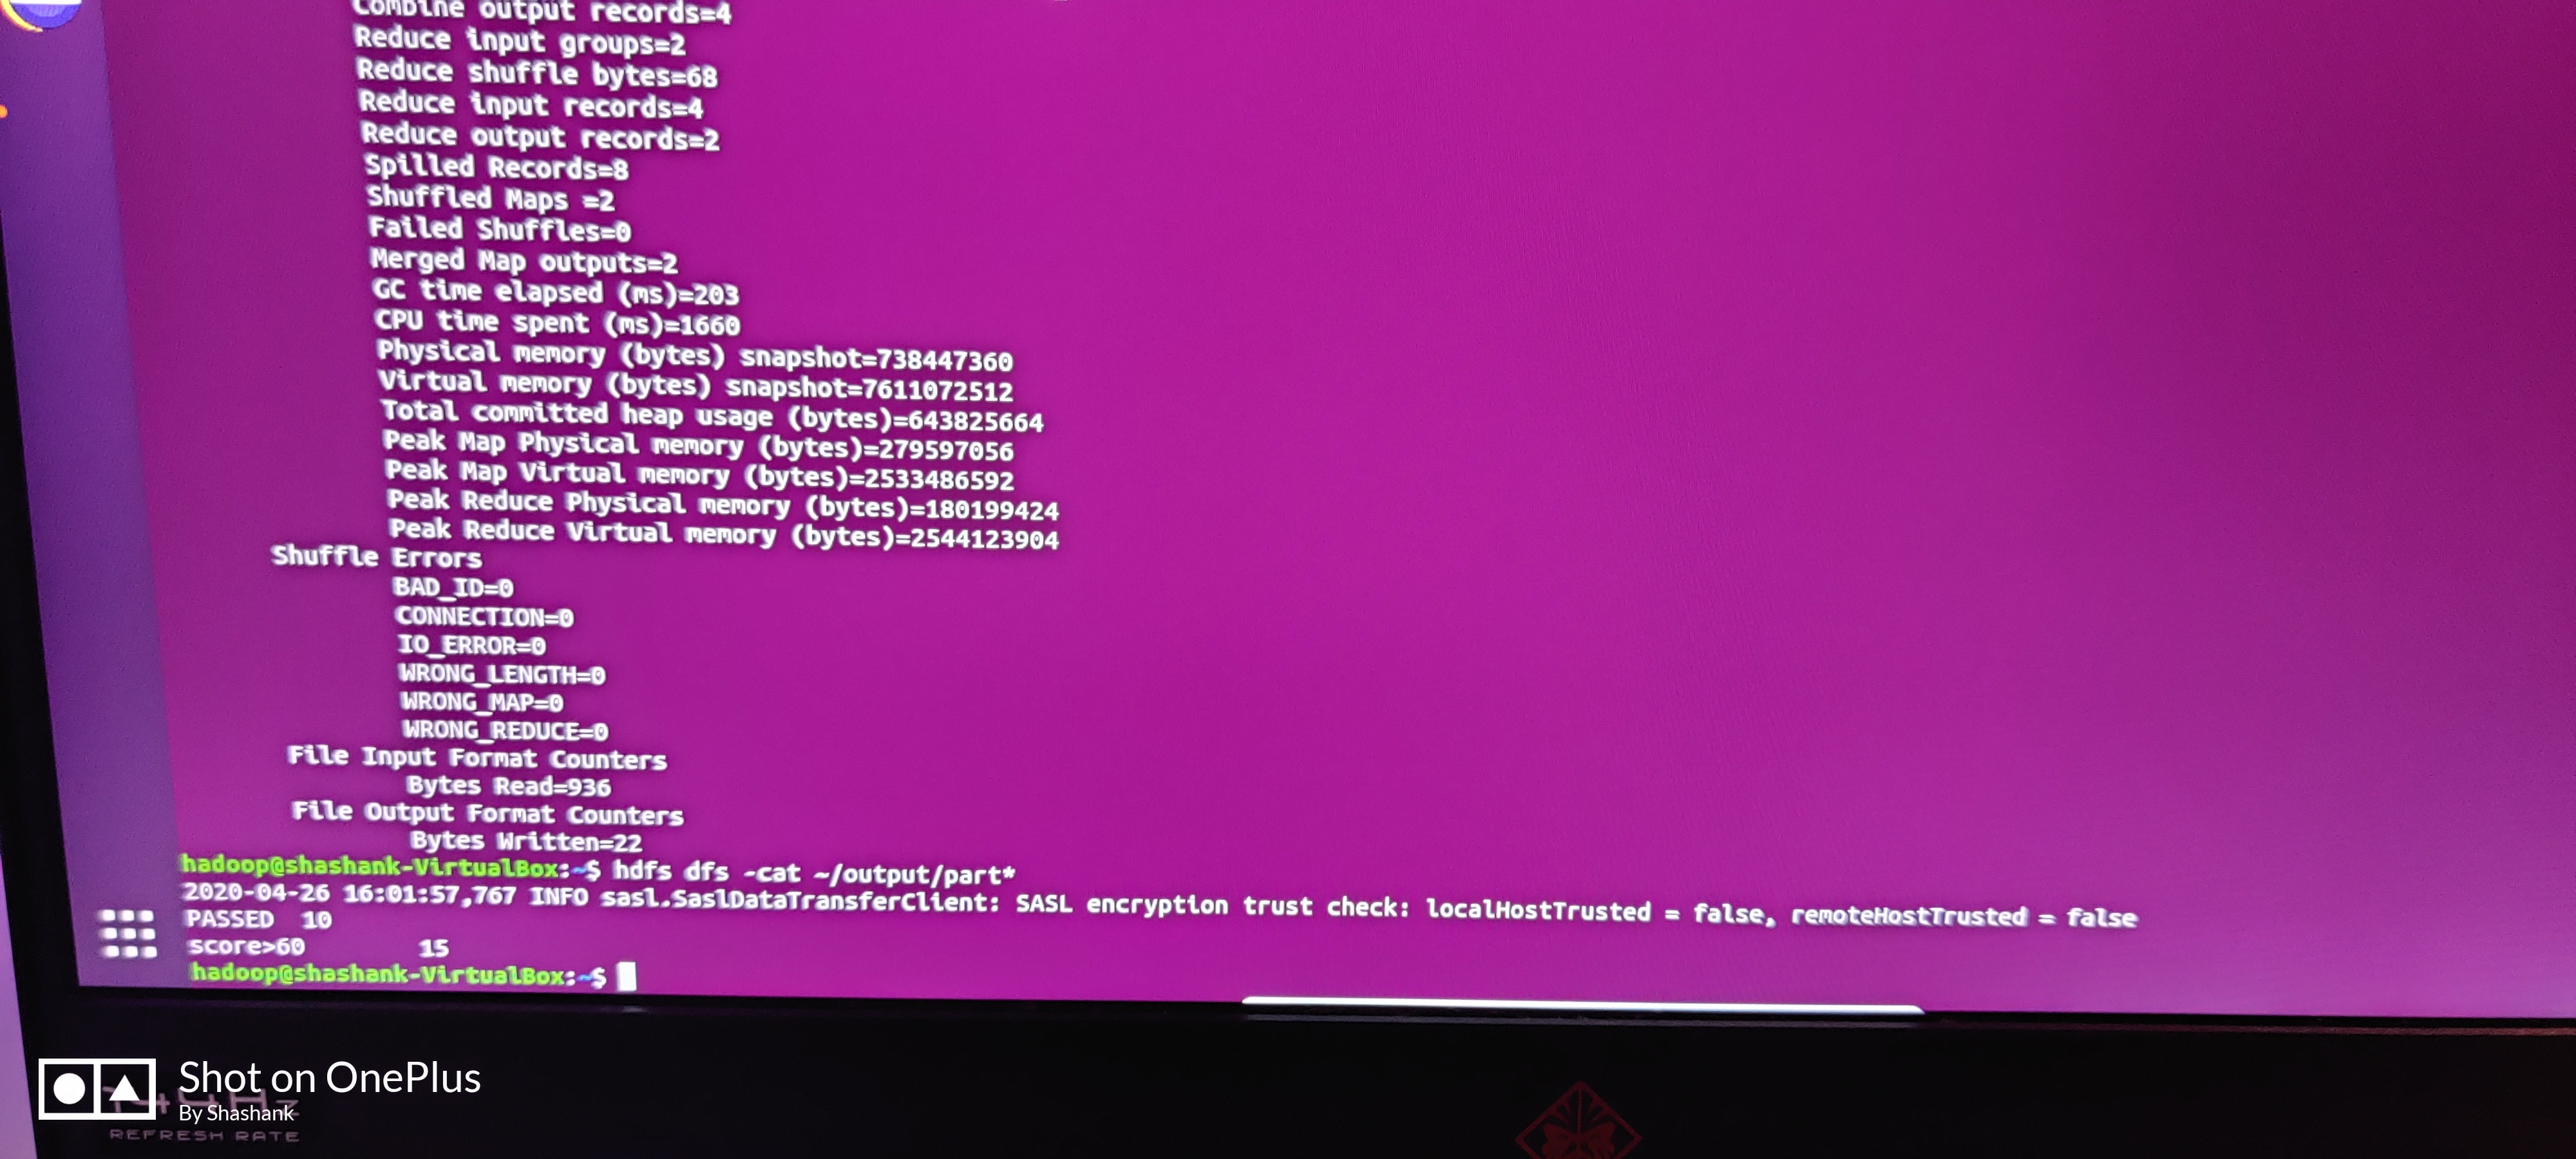 Combine output records=4
Reduce input groups=2
Reduce shuffle bytes=68
Reduce input records=4
Reduce output records=2
Spilled Records=8
Shuffled Maps =2
Failed Shuffles=0
Merged Map outputs=2
GC time elapsed (ms)=203
CPU time spent (ms)=1660
Physical memory (bytes) snapshot=738447360
Virtual memory (bytes) snapshot=7611072512
Total committed heap usage (bytes)=643825664
Peak Map Physical memory (bytes)=279597056
Peak Map Virtual memory (bytes)=2533486592
Peak Reduce Physical memory (bytes)=180199424
Peak Reduce Virtual memory (bytes)=2544123904
Shuffle Errors
BAD_ID=0
CONNECTION=0
IO_ERROR=0
WRONG_LENGTH=0
WRONG_MAP=0
WRONG_REDUCE=0
File Input Format Counters
Bytes Read=936
File Output Format Counters
Bytes Written=22
hadoop@shashank-VirtualBox:~$ hdfs dfs -cat ~/output/part*
2020-04-26 16:01:57,767 INFO sasl.SaslDataTransferClient: SASL encryption trust check: localHostTrusted = false, remoteHostTrusted = false
PASSED 10
score>60 15
hadoop@shashank-VirtualBox:~$
Shot on OnePlus
By Shashank
144Hz
REFRESH RATE